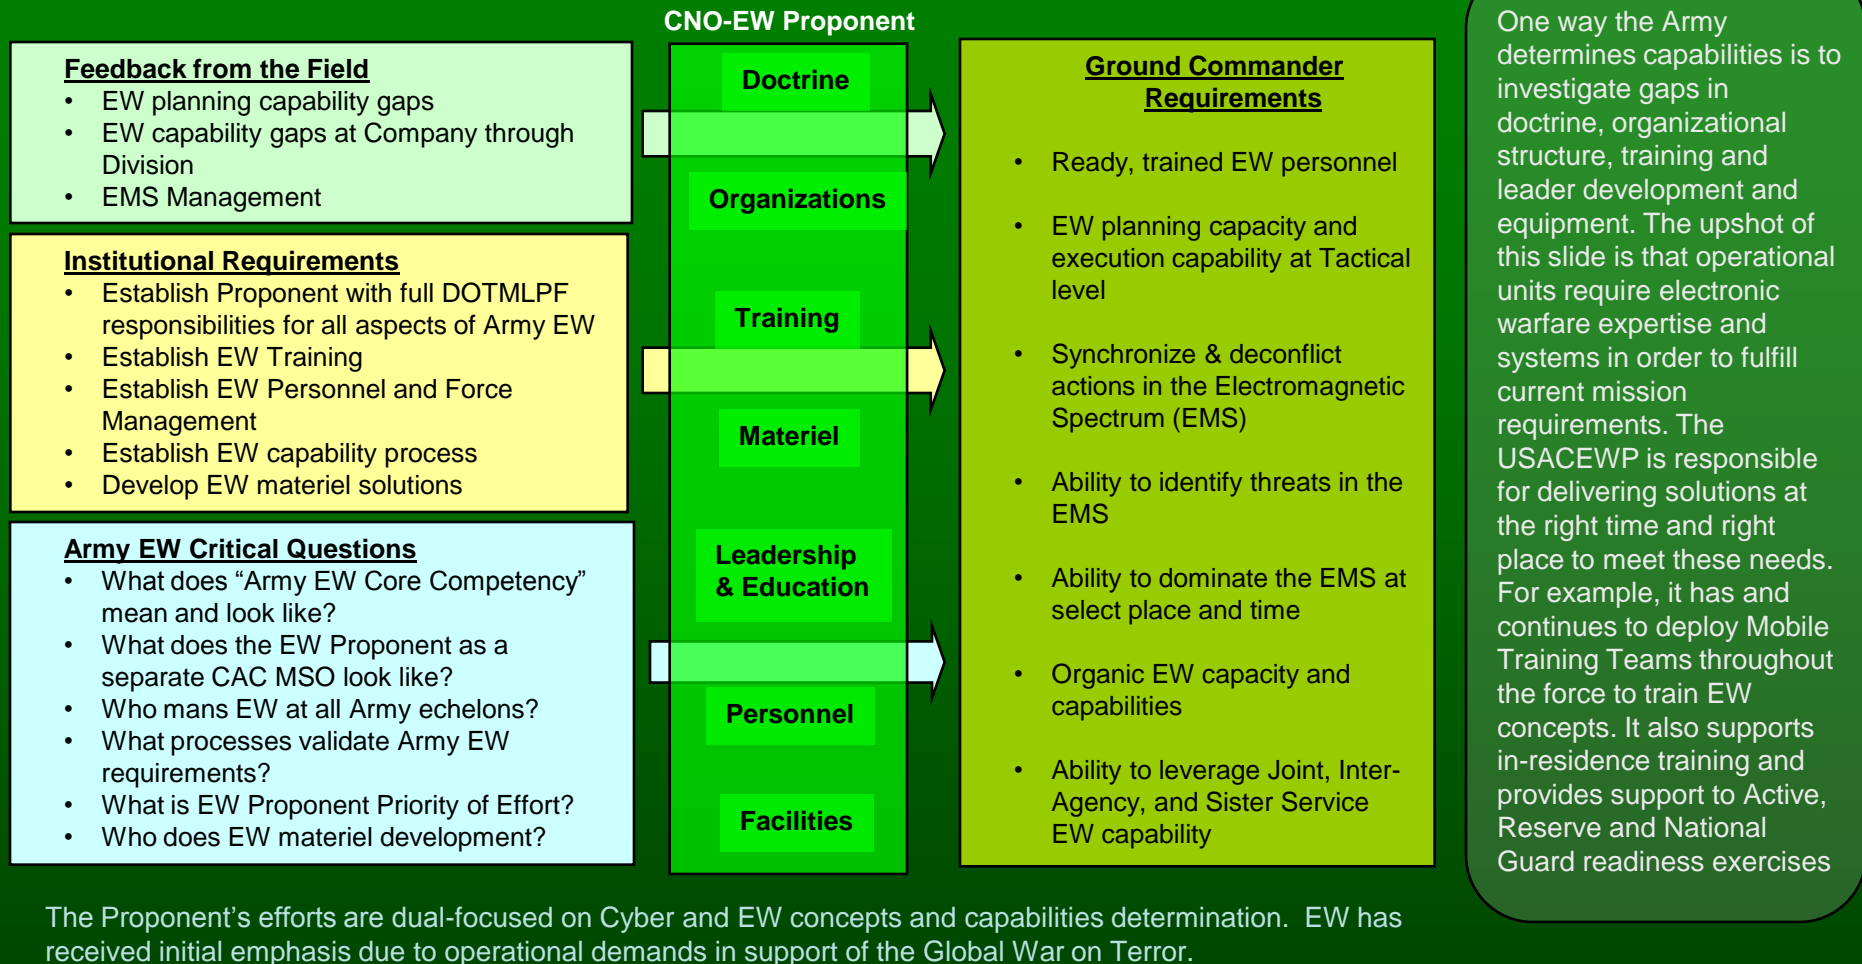 CNO-EW Proponent
Feedback from the Field
• EW planning capability gaps
• EW capability gaps at Company through
Division
• EMS Management
Institutional Requirements
• Establish Proponent with full DOTMLPF
responsibilities for all aspects of Army EW
• Establish EW Training
• Establish EW Personnel and Force
Management
• Establish EW capability process
• Develop EW materiel solutions
Army EW Critical Questions
• What does “Army EW Core Competency”
mean and look like?
• What does the EW Proponent as a
separate CAC MSO look like?
• Who mans EW at all Army echelons?
• What processes validate Army EW
requirements?
• What is EW Proponent Priority of Effort?
• Who does EW materiel development?
Doctrine
Organizations
Training
Materiel
Leadership
& Education
Personnel
Facilities
Ground Commander
Requirements
• Ready, trained EW personnel
• EW planning capacity and
execution capability at Tactical
level
• Synchronize & deconflict
actions in the Electromagnetic
Spectrum (EMS)
• Ability to identify threats in the
EMS
• Ability to dominate the EMS at
select place and time
• Organic EW capacity and
capabilities
• Ability to leverage Joint, Inter-
Agency, and Sister Service
EW capability
One way the Army
determines capabilities is to
investigate gaps in
doctrine, organizational
structure, training and
leader development and
equipment. The upshot of
this slide is that operational
units require electronic
warfare expertise and
systems in order to fulfill
current mission
requirements. The
USACEWP is responsible
for delivering solutions at
the right time and right
place to meet these needs.
For example, it has and
continues to deploy Mobile
Training Teams throughout
the force to train EW
concepts. It also supports
in-residence training and
provides support to Active,
Reserve and National
Guard readiness exercises
The Proponent’s efforts are dual-focused on Cyber and EW concepts and capabilities determination. EW has
received initial emphasis due to operational demands in support of the Global War on Terror.